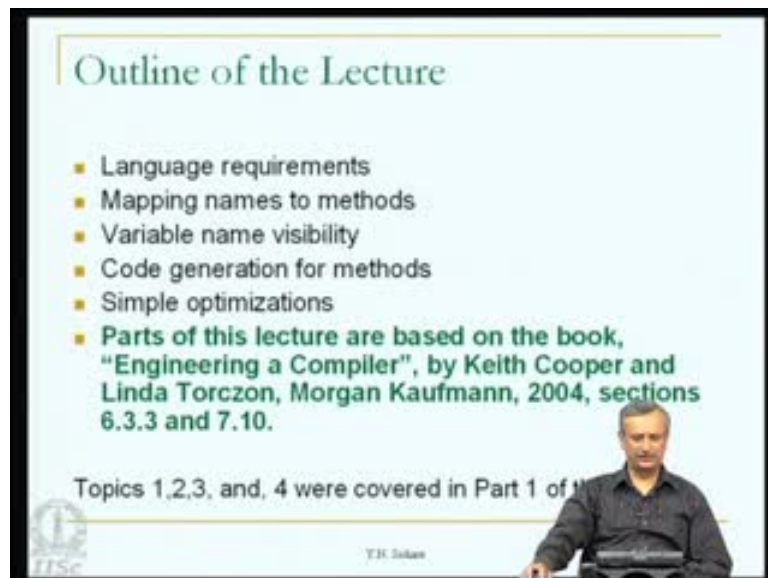 Outline of the Lecture
Language requirements
Mapping names to methods
Variable name visibility
Code generation for methods
Simple optimizations
Parts of this lecture are based on the book,
“Engineering a Compiler”, by Keith Cooper and
Linda Torczon, Morgan Kaufmann, 2004, sections
6.3.3 and 7.10.
Topics 1,2,3, and, 4 were covered in Part 1 of
IISc
Y.N. Srikant